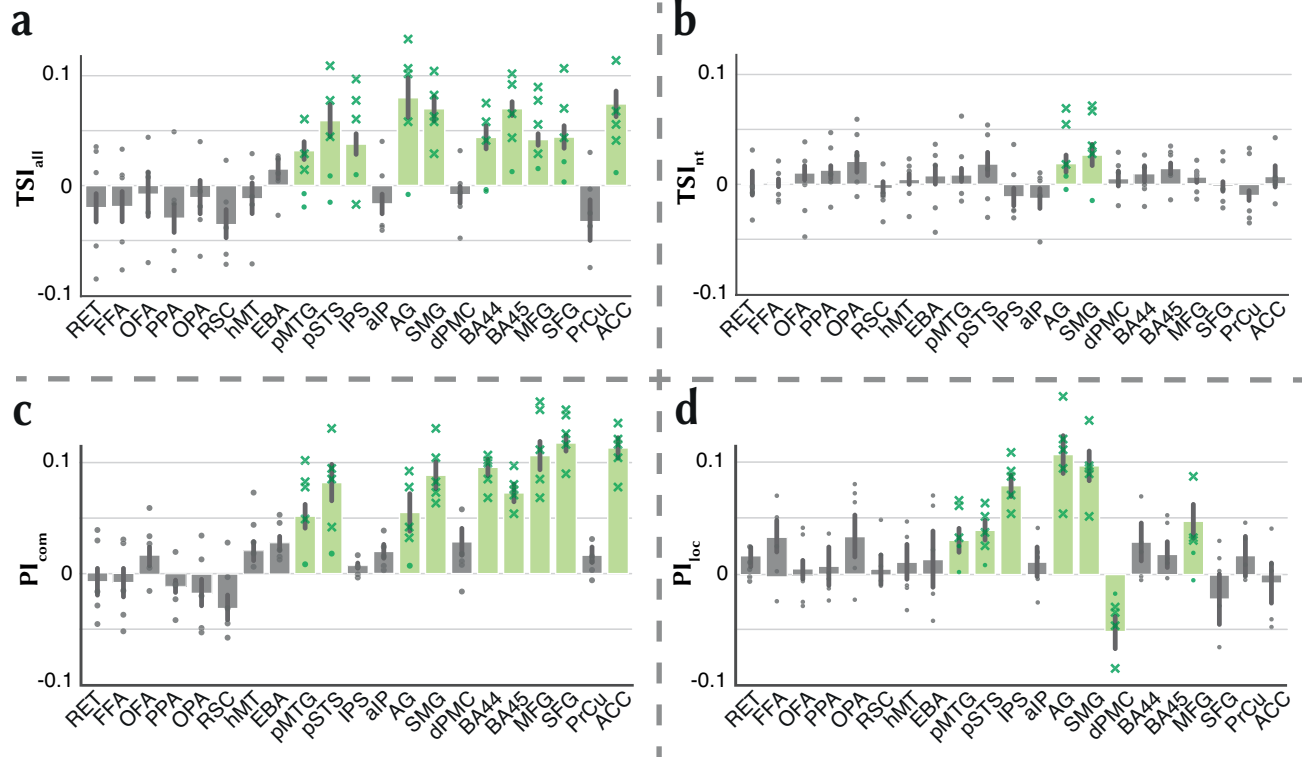 a
TSIall
0.1
0
-0.1
RET FFA OFA PPA OPA RSC hMT EBA pMTG pSTS IPS aIP AG SMG dPMC BA44 BA45 MFG SFG PrCu ACC
b
TSInt
0.1
0
-0.1
RET FFA OFA PPA OPA RSC hMT EBA pMTG pSTS IPS aIP AG SMG dPMC BA44 BA45 MFG SFG PrCu ACC
c
PIcom
0.1
0
-0.1
RET FFA OFA PPA OPA RSC hMT EBA pMTG pSTS IPS aIP AG SMG dPMC BA44 BA45 MFG SFG PrCu ACC
d
PIloc
0.1
0
-0.1
RET FFA OFA PPA OPA RSC hMT EBA pMTG pSTS IPS aIP AG SMG dPMC BA44 BA45 MFG SFG PrCu ACC